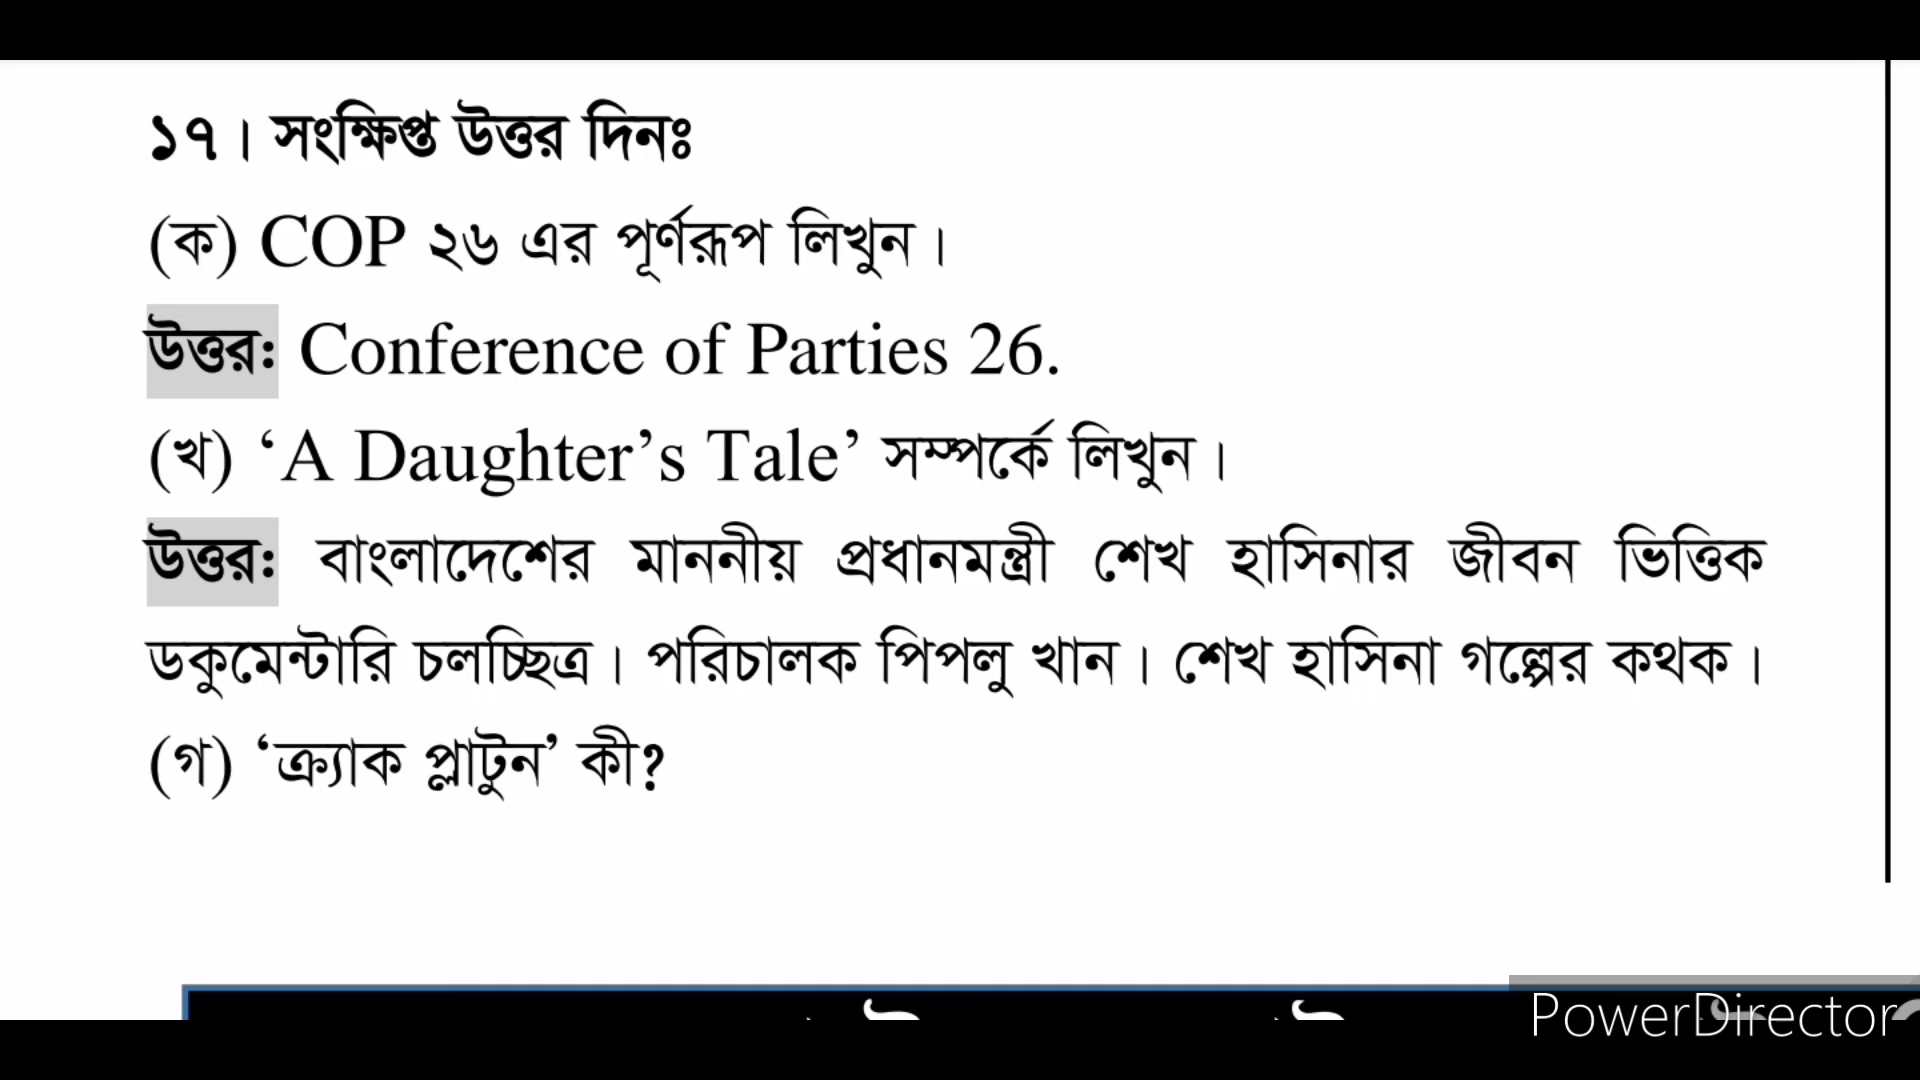 ১৭। সংক্ষিপ্ত উত্তর দিনঃ
(ক) COP ২৬ এর পূর্ণরূপ লিখুন।
উত্তর: Conference of Parties 26.
(খ) ‘A Daughter’s Tale’ সম্পর্কে লিখুন।
উত্তর: বাংলাদেশের মাননীয় প্রধানমন্ত্রী শেখ হাসিনার জীবন ভিত্তিক
ডকুমেন্টারি চলচ্চিত্র। পরিচালক পিপলু খান। শেখ হাসিনা গল্পের কথক।
(গ) ‘ক্র্যাক প্লাটুন’ কী?
PowerDirector